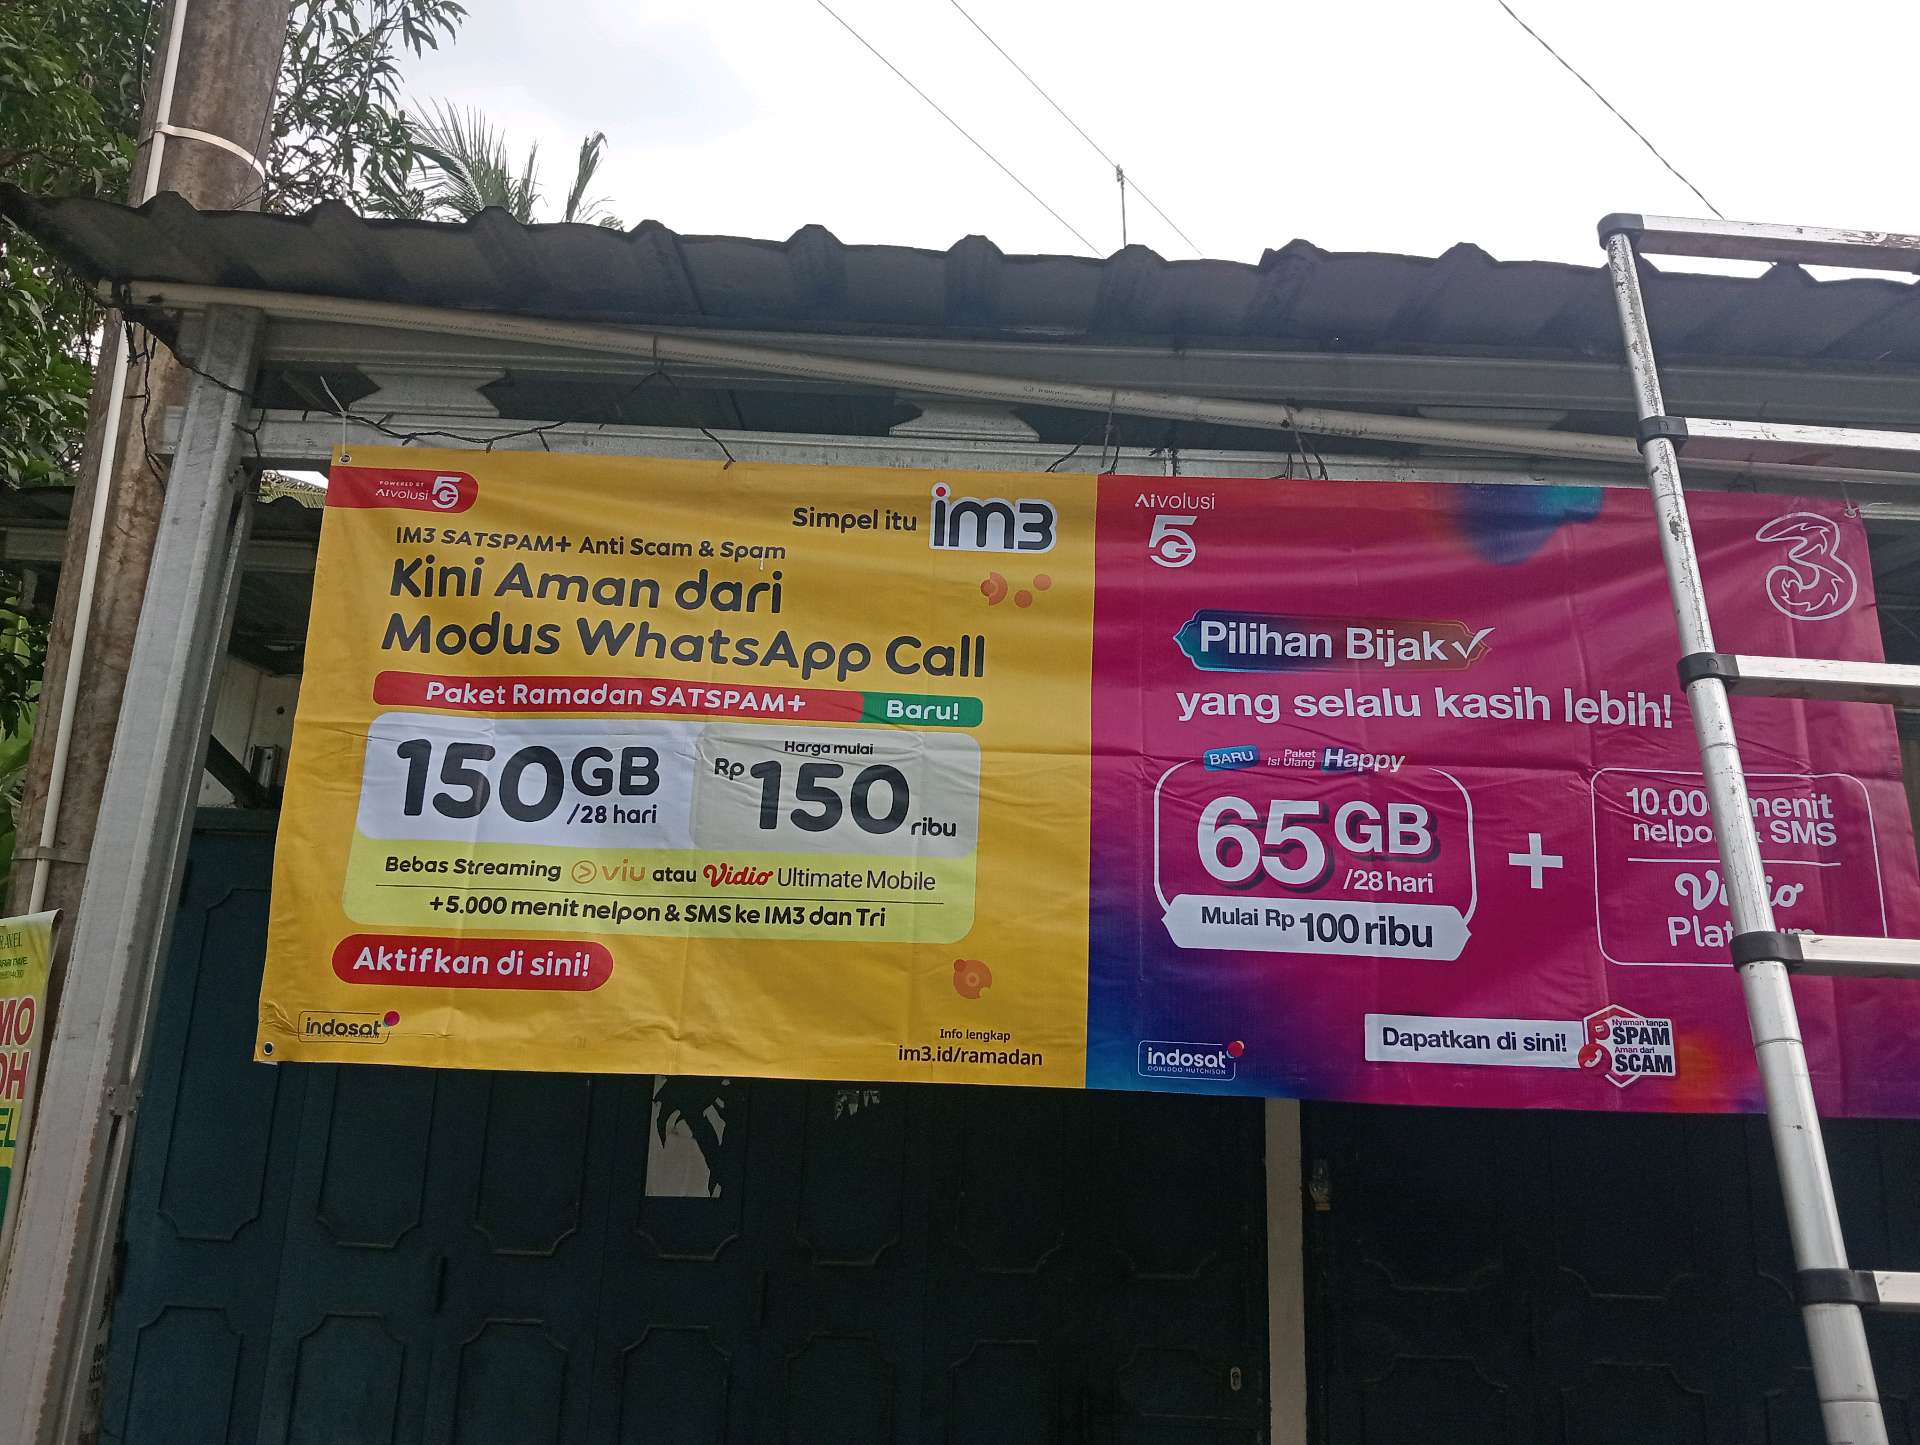 POWERED BY
AIVOLUSI 5G
Simpel itu im3
IM3 SATSPAM+ Anti Scam & Spam
Kini Aman dari
Modus WhatsApp Call
Paket Ramadan SATSPAM+ Baru!
150GB /28 hari
Harga mulai
Rp 150 ribu
Bebas Streaming viu atau Vidio Ultimate Mobile
+5.000 menit nelpon & SMS ke IM3 dan Tri
Aktifkan di sini!
indosat
Info lengkap
im3.id/ramadan
AIVOLUSI
5G
3
Pilihan Bijak
yang selalu kasih lebih!
BARU Paket Isi Ulang Happy
65GB /28 hari
Mulai Rp 100 ribu
+
menit
& SMS
Dapatkan di sini!
Nyaman tanpa
SPAM
Aman dari
SCAM
indosat
OOREDOO HUTCHISON